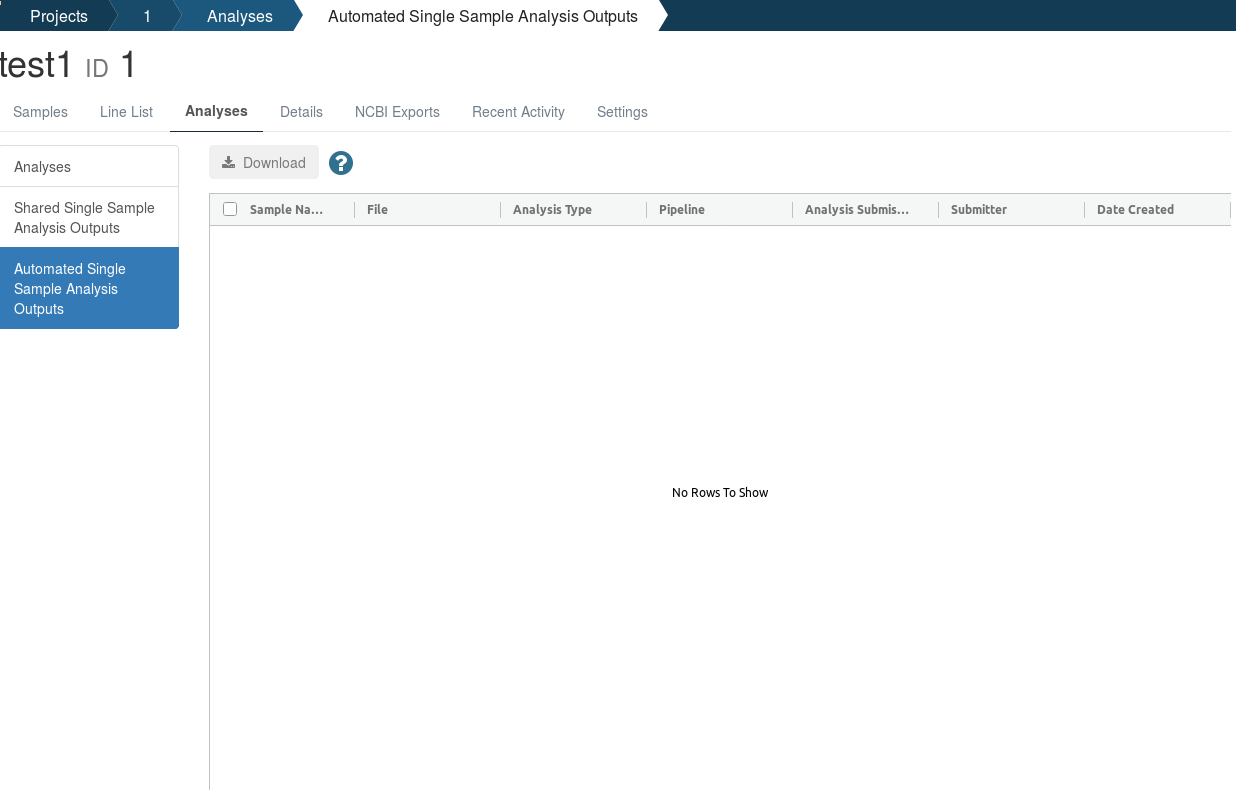 Projects 1 Analyses Automated Single Sample Analysis Outputs
test1 ID 1
Samples Line List Analyses Details NCBI Exports Recent Activity Settings
Analyses
Shared Single Sample
Analysis Outputs
Automated Single
Sample Analysis
Outputs
Download ?
Sample Na... File Analysis Type Pipeline Analysis Submis... Submitter Date Created
No Rows To Show